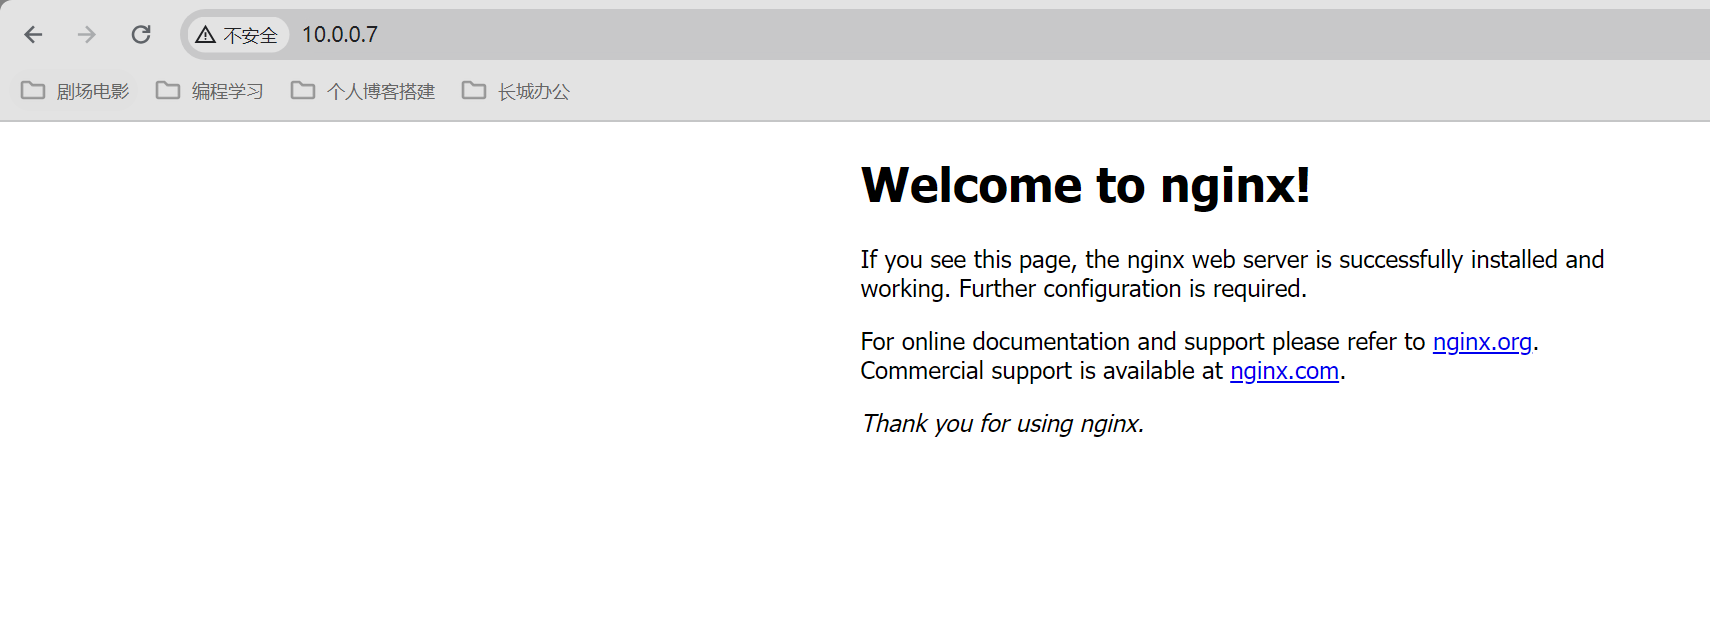 不安全 10.0.0.7
剧场电影 编程学习 个人博客搭建 长城办公
Welcome to nginx!
If you see this page, the nginx web server is successfully installed and
working. Further configuration is required.
For online documentation and support please refer to nginx.org.
Commercial support is available at nginx.com.
Thank you for using nginx.